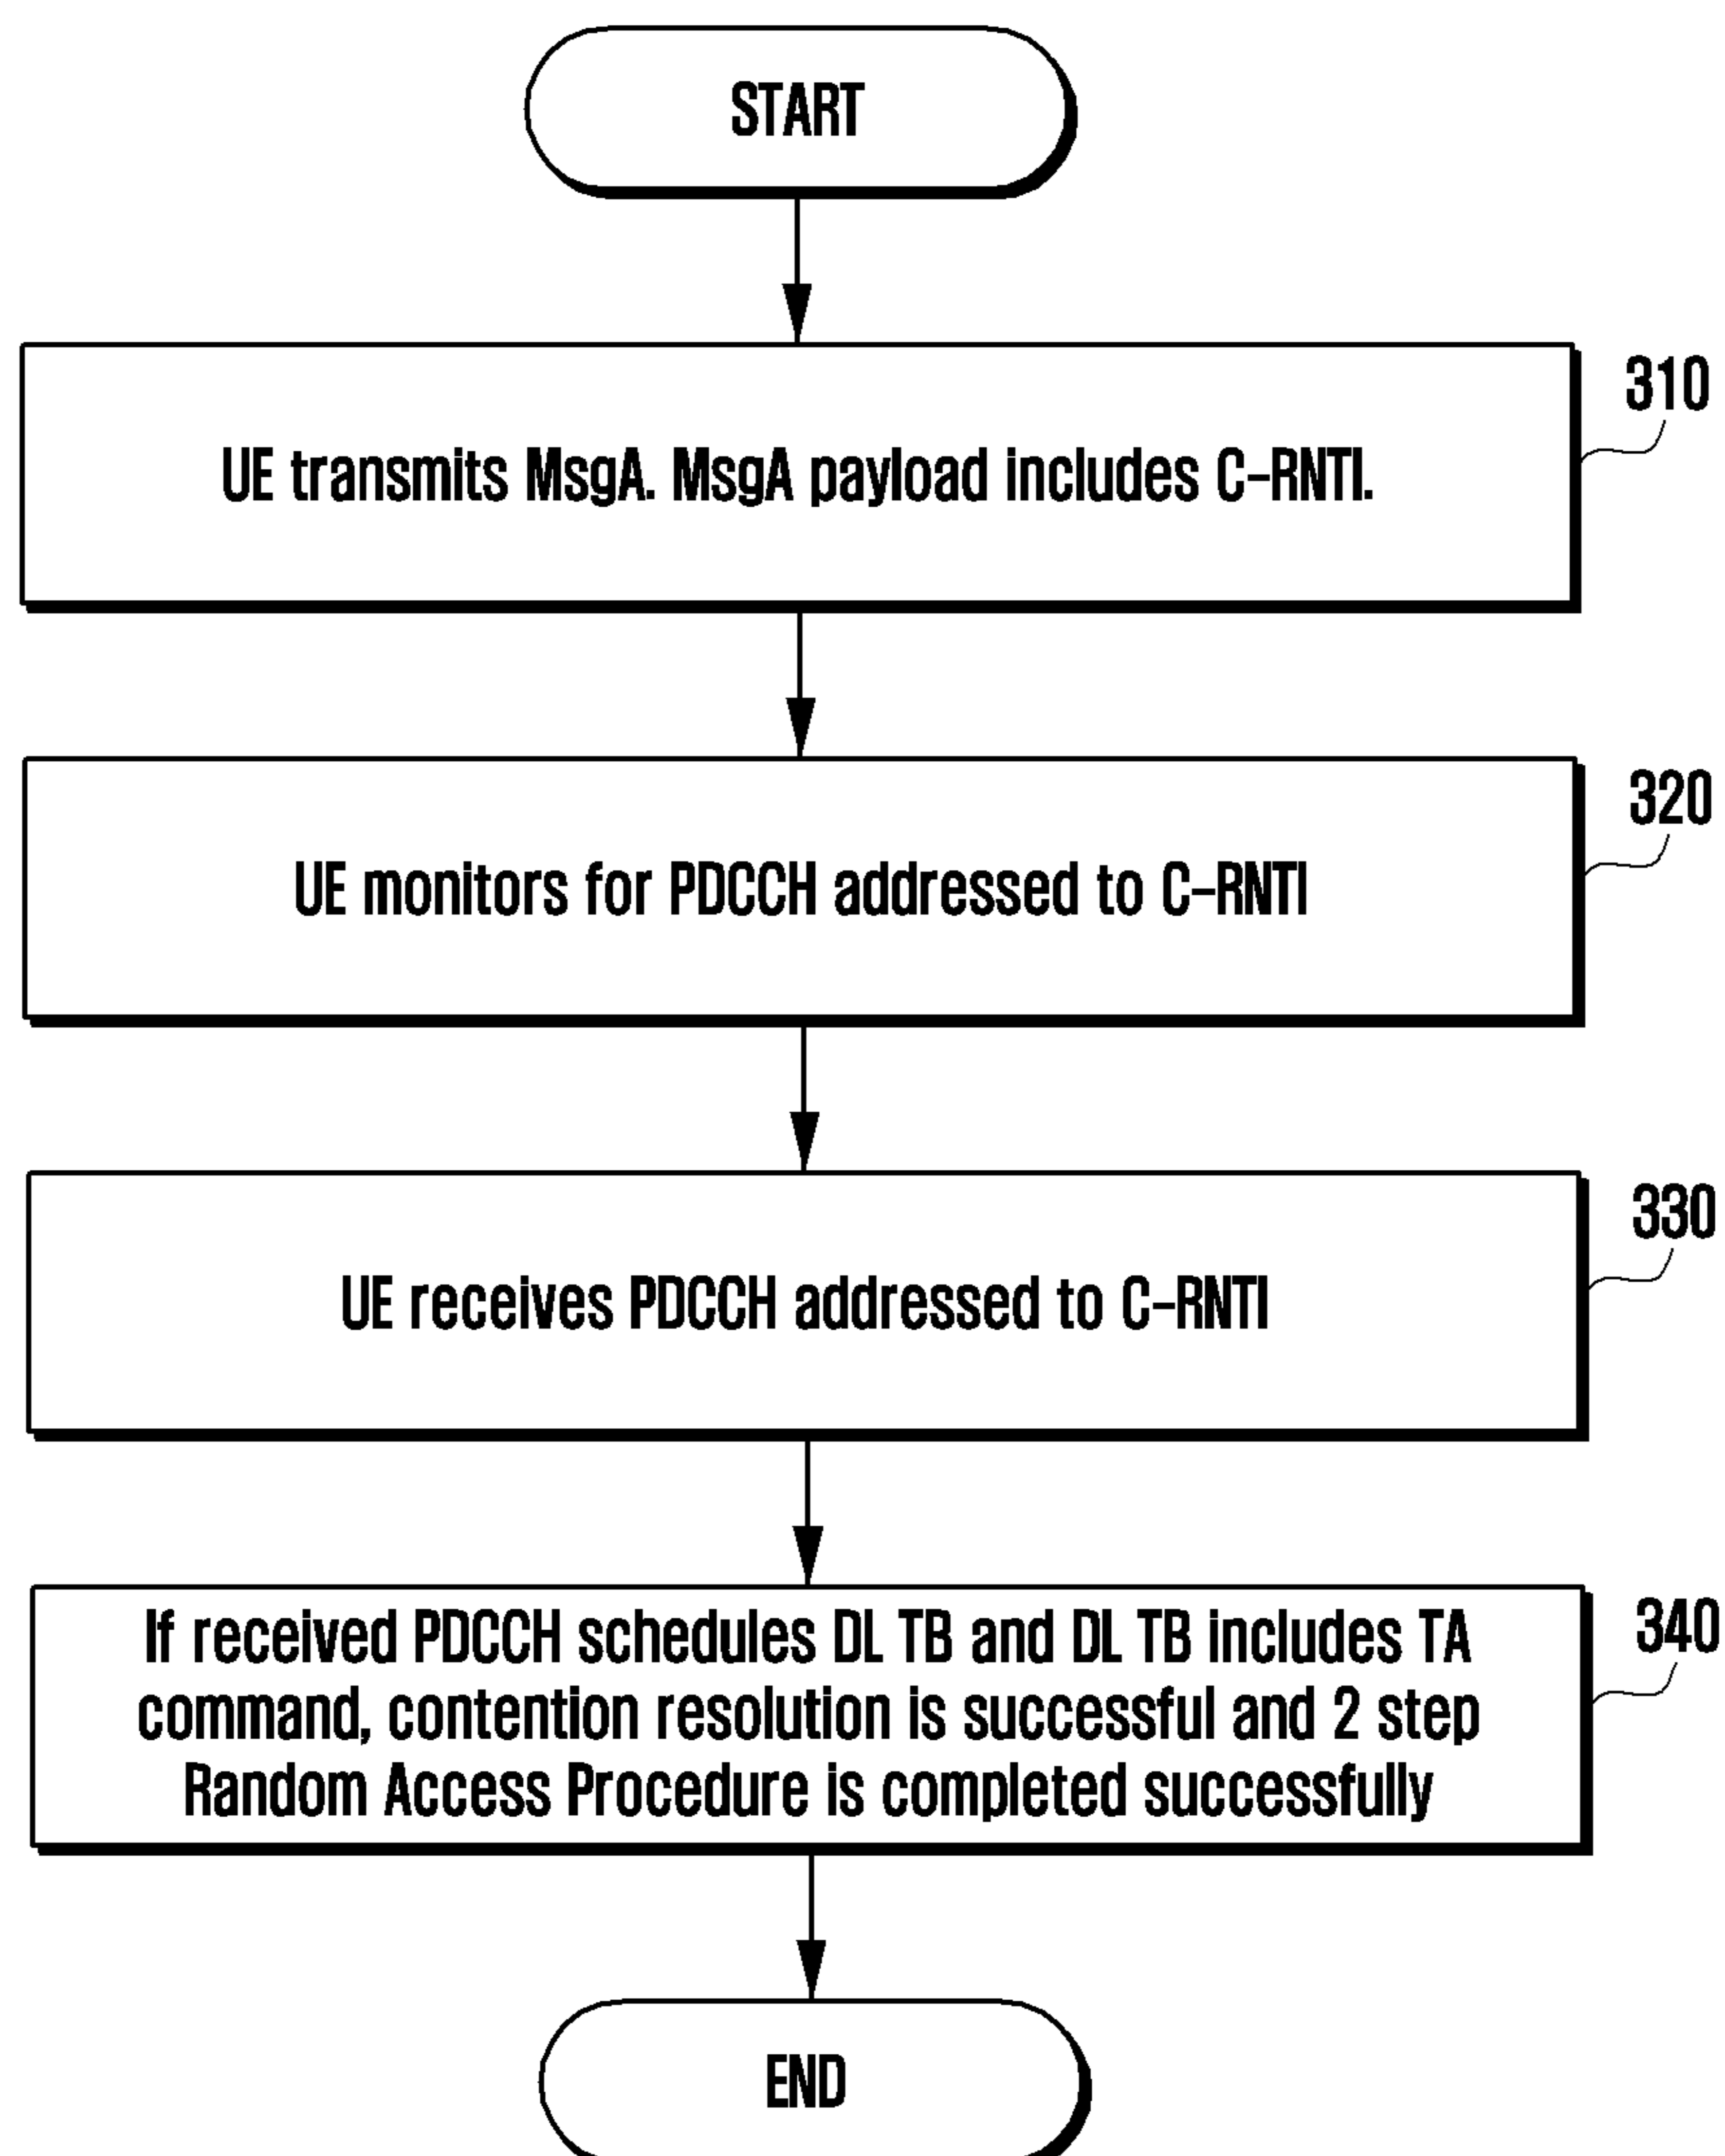 START
310
UE transmits MsgA. MsgA payload includes C-RNTI.
320
UE monitors for PDCCH addressed to C-RNTI
330
UE receives PDCCH addressed to C-RNTI
340
If received PDCCH schedules DL TB and DL TB includes TA
command, contention resolution is successful and 2 step
Random Access Procedure is completed successfully
END